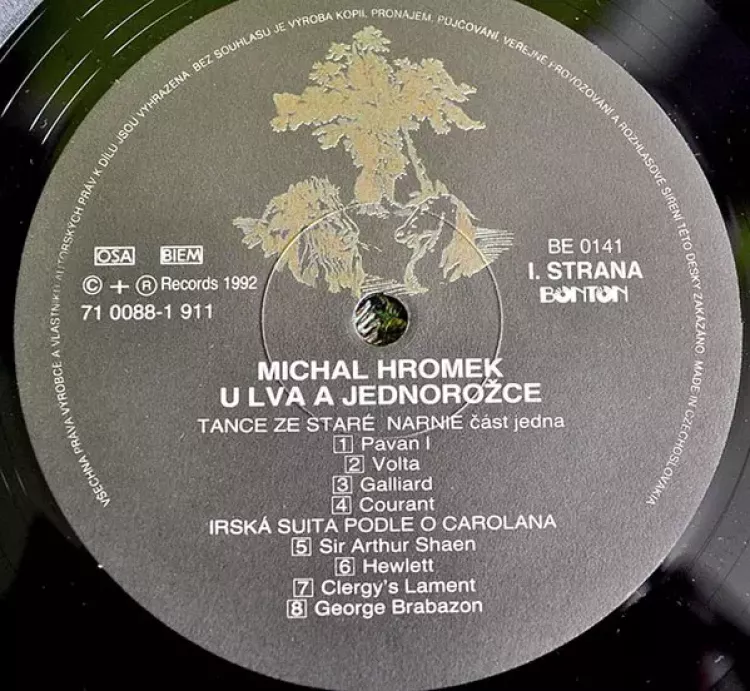 VŠECHNA PRÁVA VÝROBCE A VLASTNÍKŮ AUTORSKÝCH PRÁV K DÍLU JSOU VYHRAZENA. BEZ SOUHLASU JE VÝROBA KOPIÍ, PRONÁJEM, PŮJČOVÁNÍ, VEŘEJNÉ PROVOZOVÁNÍ A ROZHLASOVÉ ŠÍŘENÍ TÉTO DESKY ZAKÁZÁNO. MADE IN CZECHOSLOVAKIA
OSA BIEM
© + ® Records 1992
71 0088-1 911
BE 0141
I. STRANA
BONTON
MICHAL HROMEK
U LVA A JEDNOROŽCE
TANCE ZE STARÉ NARNIE část jedna
1 Pavan I
2 Volta
3 Galliard
4 Courant
IRSKÁ SUITA PODLE O CAROLANA
5 Sir Arthur Shaen
6 Hewlett
7 Clergy's Lament
8 George Brabazon